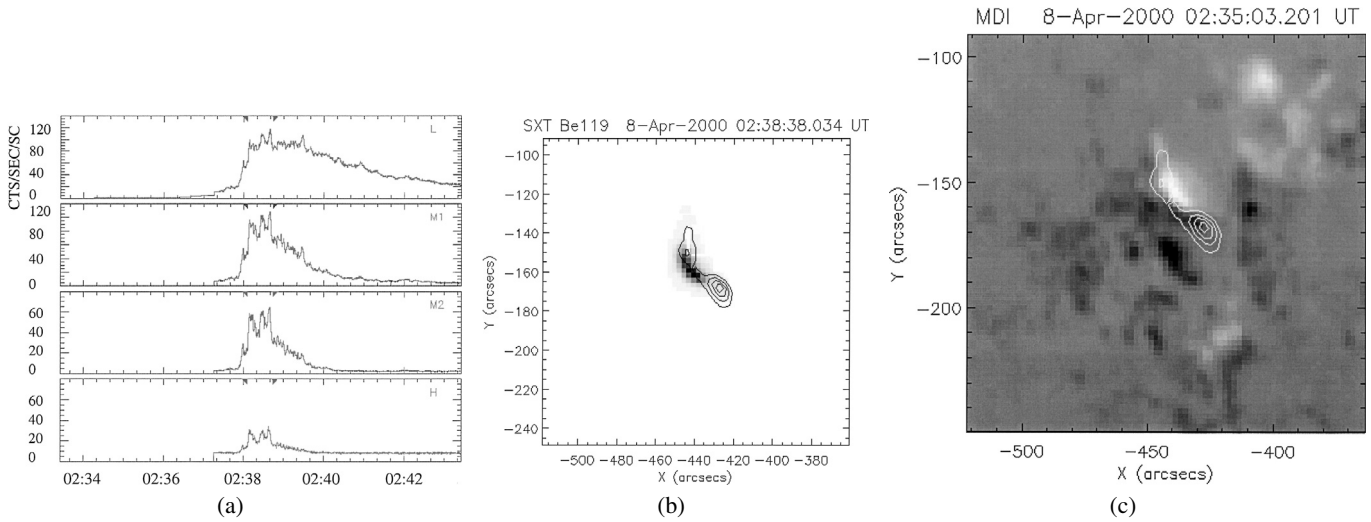 CTS/SEC/SC
120
80
40
0
L
120
80
40
0
M1
60
40
20
0
M2
60
40
20
0
H
02:34 02:36 02:38 02:40 02:42
(a)
SXT Be119 8-Apr-2000 02:38:38.034 UT
Y (arcsecs)
-100
-120
-140
-160
-180
-200
-220
-240
-500 -480 -460 -440 -420 -400 -380
X (arcsecs)
(b)
MDI 8-Apr-2000 02:35:03.201 UT
Y (arcsecs)
-100
-150
-200
-500 -450 -400
X (arcsecs)
(c)